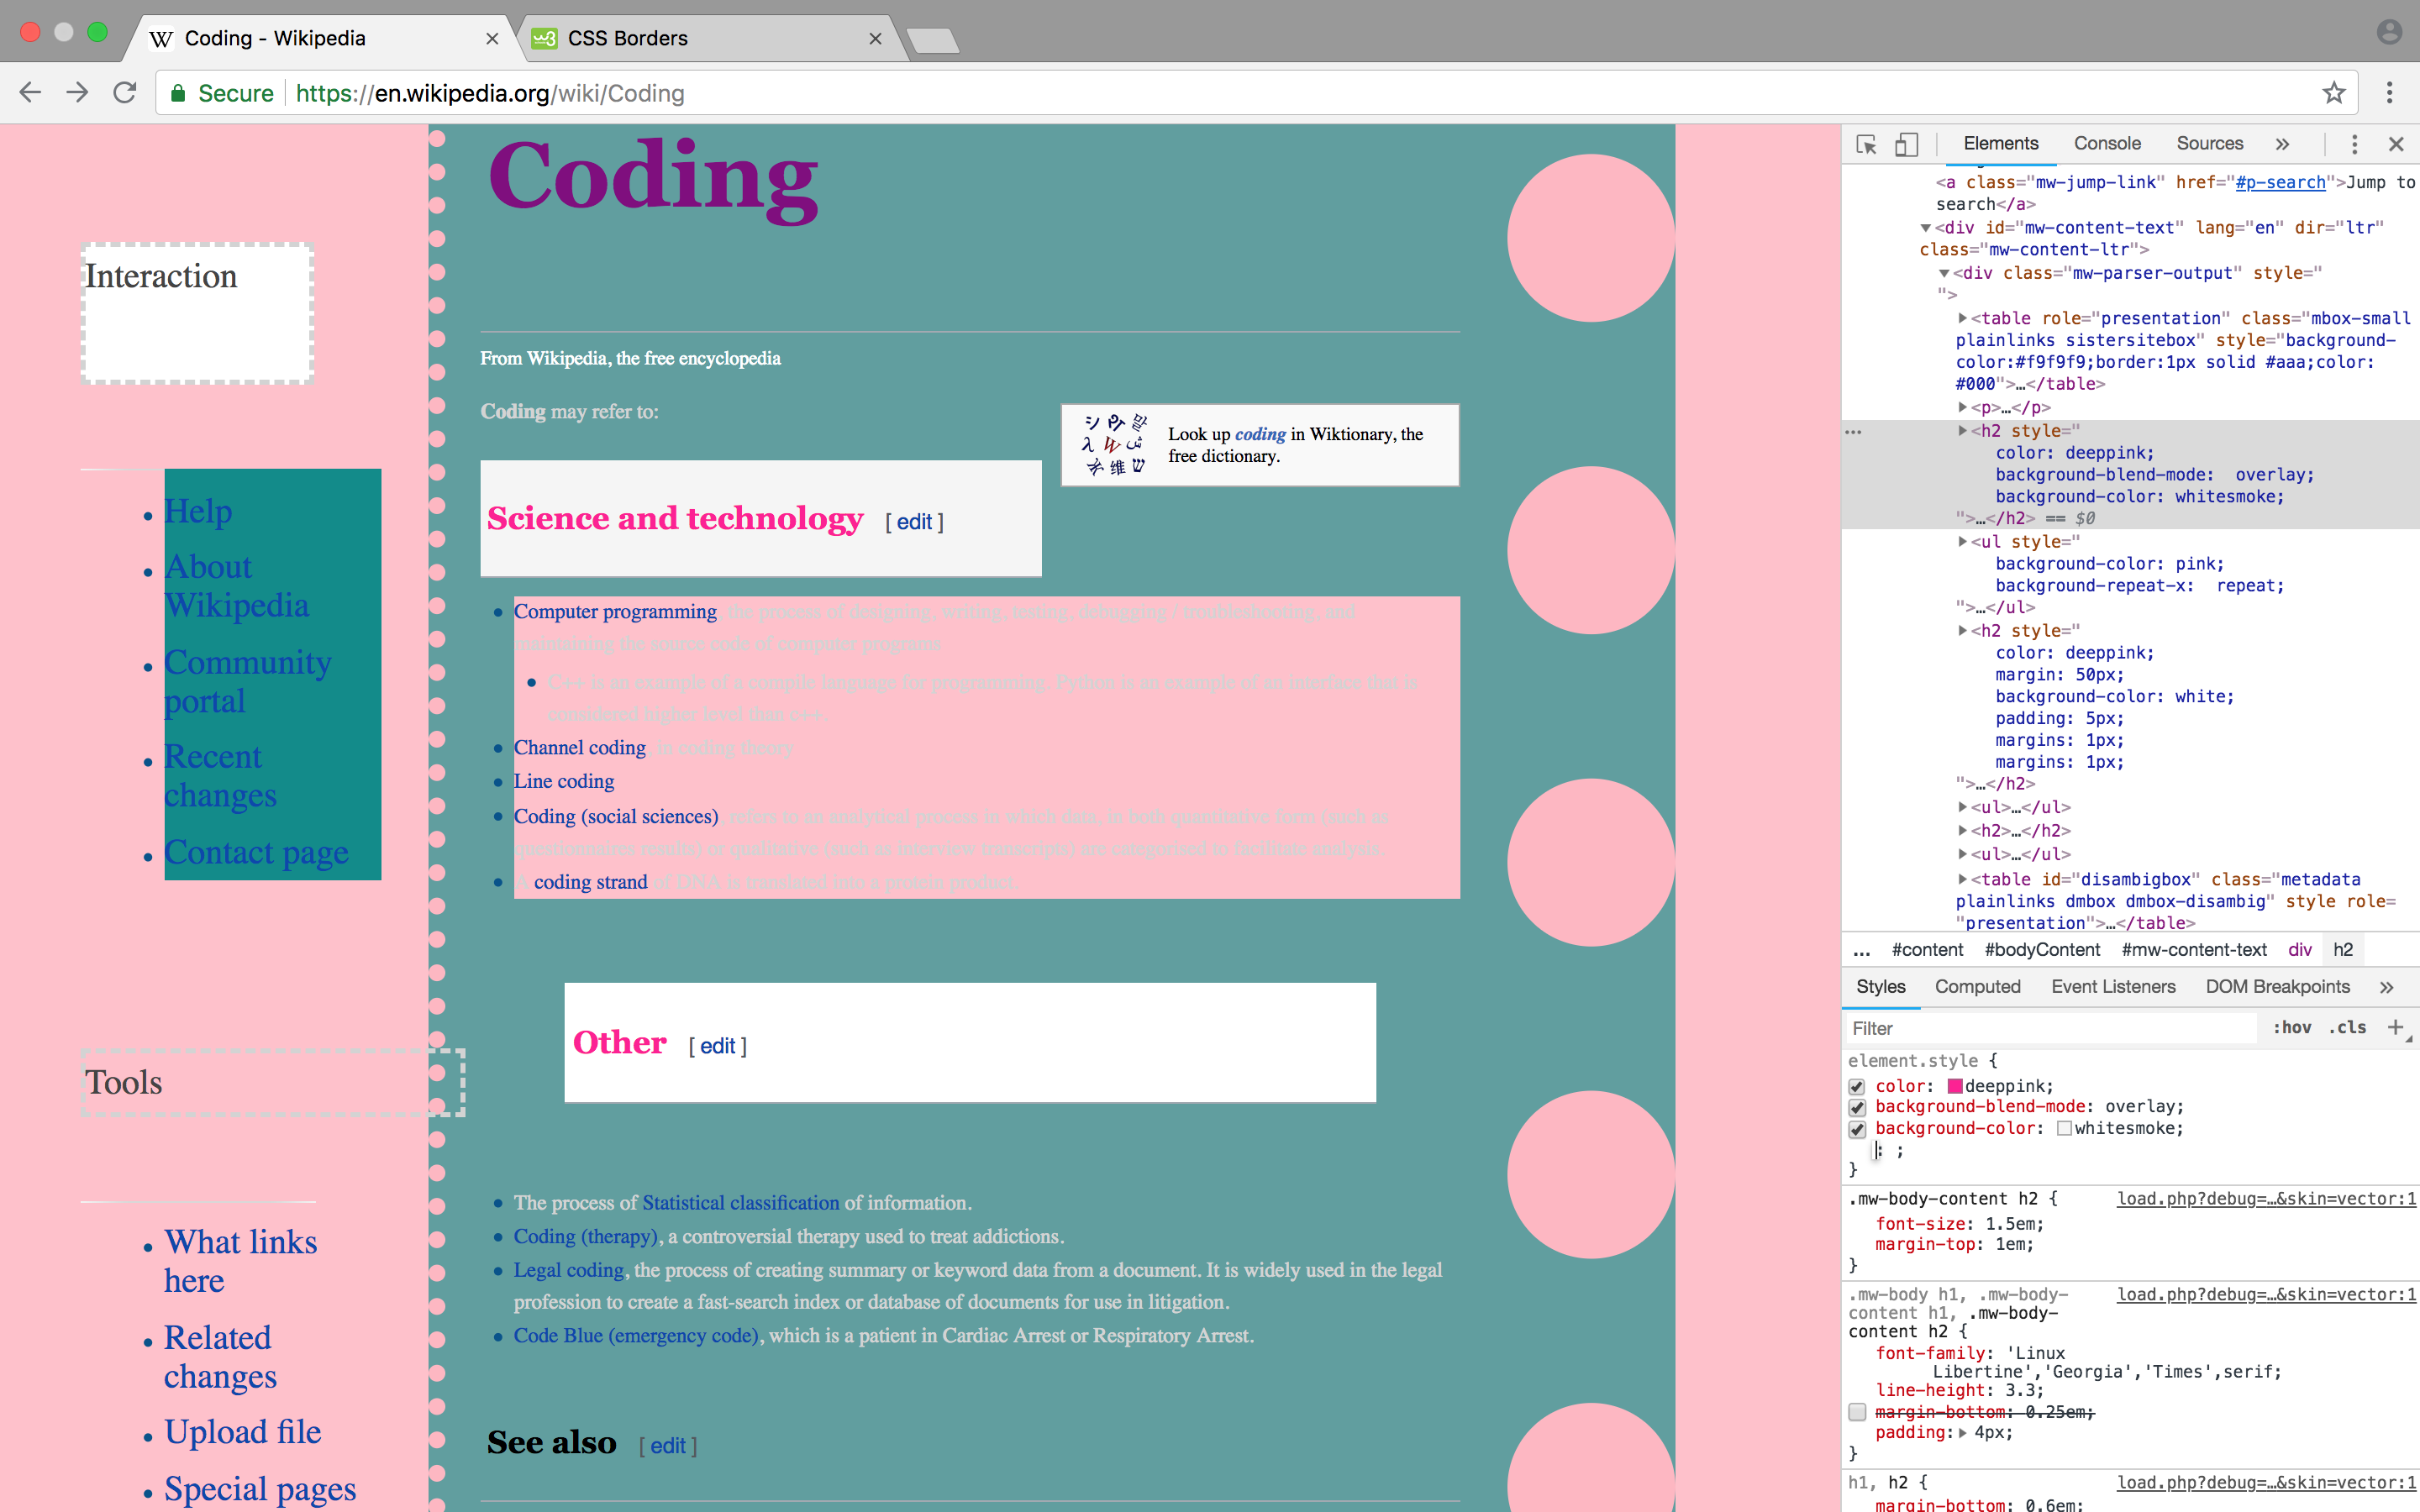 Coding - Wikipedia
CSS Borders
Secure
https://en.wikipedia.org/wiki/Coding
Interaction
Help
About
Wikipedia
Community
portal
Recent
changes
Contact page
Tools
What links
here
Related
changes
Upload file
Special pages
Coding
From Wikipedia, the free encyclopedia
Coding may refer to:
Look up coding in Wiktionary, the
free dictionary.
Science and technology [ edit ]
Computer programming, the process of designing, writing, testing, debugging / troubleshooting, and
maintaining the source code of computer programs
C++ is an example of a compile language for programming. Python is an example of an interface that is
considered higher level than c++.
Channel coding, in coding theory
Line coding
Coding (social sciences), refers to an analytical process in which data, in both quantitative form (such as
questionnaires results) or qualitative (such as interview transcripts) are categorized to facilitate analysis.
A coding strand of DNA is translated into a protein product.
Other [ edit ]
The process of Statistical classification of information.
Coding (therapy), a controversial therapy used to treat addictions.
Legal coding, the process of creating summary or keyword data from a document. It is widely used in the legal
profession to create a fast-search index or database of documents for use in litigation.
Code Blue (emergency code), which is a patient in Cardiac Arrest or Respiratory Arrest.
See also [ edit ]
Elements Console Sources »
<a class="mw-jump-link" href="#p-search">Jump to
search</a>
<div id="mw-content-text" lang="en" dir="ltr"
class="mw-content-ltr">
<div class="mw-parser-output" style="
">
<table role="presentation" class="mbox-small
plainlinks sistersitebox" style="background-
color:#f9f9f9;border:1px solid #aaa;color:
#000">…</table>
<p>…</p>
<h2 style="
color: deeppink;
background-blend-mode: overlay;
background-color: whitesmoke;
">…</h2> == $0
<ul style="
background-color: pink;
background-repeat-x: repeat;
">…</ul>
<h2 style="
color: deeppink;
margin: 50px;
background-color: white;
padding: 5px;
margins: 1px;
margins: 1px;
">…</h2>
<ul>…</ul>
<h2>…</h2>
<ul>…</ul>
<table id="disambigbox" class="metadata
plainlinks dmbox dmbox-disambig" style role=
"presentation">…</table>
... #content #bodyContent #mw-content-text div h2
Styles Computed Event Listeners DOM Breakpoints »
Filter :hov .cls +
element.style {
color: deeppink;
background-blend-mode: overlay;
background-color: whitesmoke;
: ;
}
.mw-body-content h2 { load.php?debug=…&skin=vector:1
font-size: 1.5em;
margin-top: 1em;
}
.mw-body h1, .mw-body- load.php?debug=…&skin=vector:1
content h1, .mw-body-
content h2 {
font-family: 'Linux
Libertine','Georgia','Times',serif;
line-height: 3.3;
margin-bottom: 0.25em;
padding: 4px;
}
h1, h2 { load.php?debug=…&skin=vector:1
margin-bottom: 0.6em;